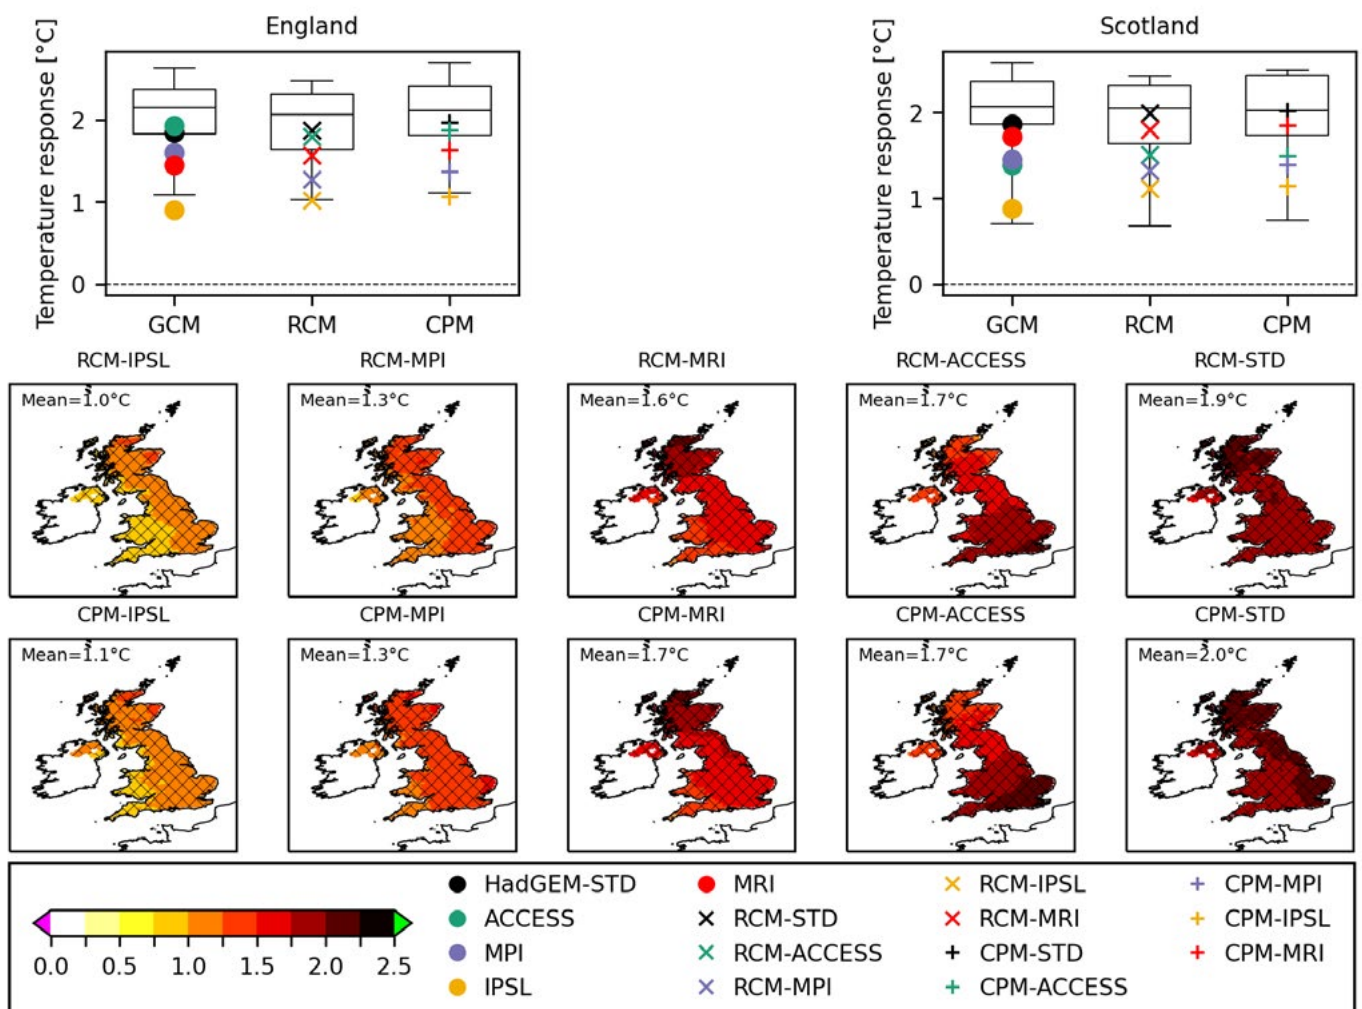 England
Scotland
Temperature response [°C]
2
1
0
GCM RCM CPM
Temperature response [°C]
2
1
0
GCM RCM CPM
RCM-IPSL RCM-MPI RCM-MRI RCM-ACCESS RCM-STD
Mean=1.0°C Mean=1.3°C Mean=1.6°C Mean=1.7°C Mean=1.9°C
CPM-IPSL CPM-MPI CPM-MRI CPM-ACCESS CPM-STD
Mean=1.1°C Mean=1.3°C Mean=1.7°C Mean=1.7°C Mean=2.0°C
0.0 0.5 1.0 1.5 2.0 2.5
HadGEM-STD
ACCESS
MPI
IPSL
MRI
RCM-STD
RCM-ACCESS
RCM-MPI
RCM-IPSL
RCM-MRI
CPM-STD
CPM-ACCESS
CPM-MPI
CPM-IPSL
CPM-MRI